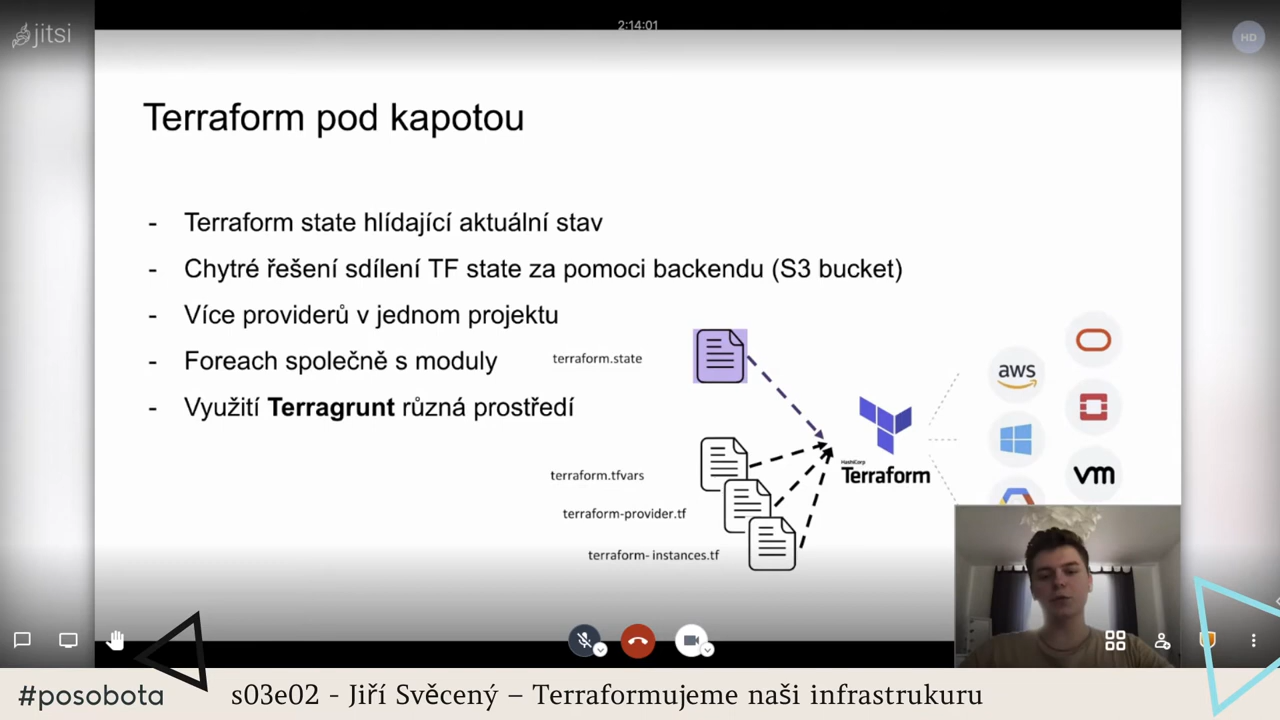 jitsi
2:14:01
HD
Terraform pod kapotou
- Terraform state hlídající aktuální stav
- Chytré řešení sdílení TF state za pomoci backendu (S3 bucket)
- Více providerů v jednom projektu
- Foreach společně s moduly
- Využití Terragrunt různá prostředí
terraform.state
terraform.tfvars
terraform-provider.tf
terraform- instances.tf
HashiCorp
Terraform
aws
vm
#posobota
s03e02 - Jiří Svěcený – Terraformujeme naši infrastrukuru